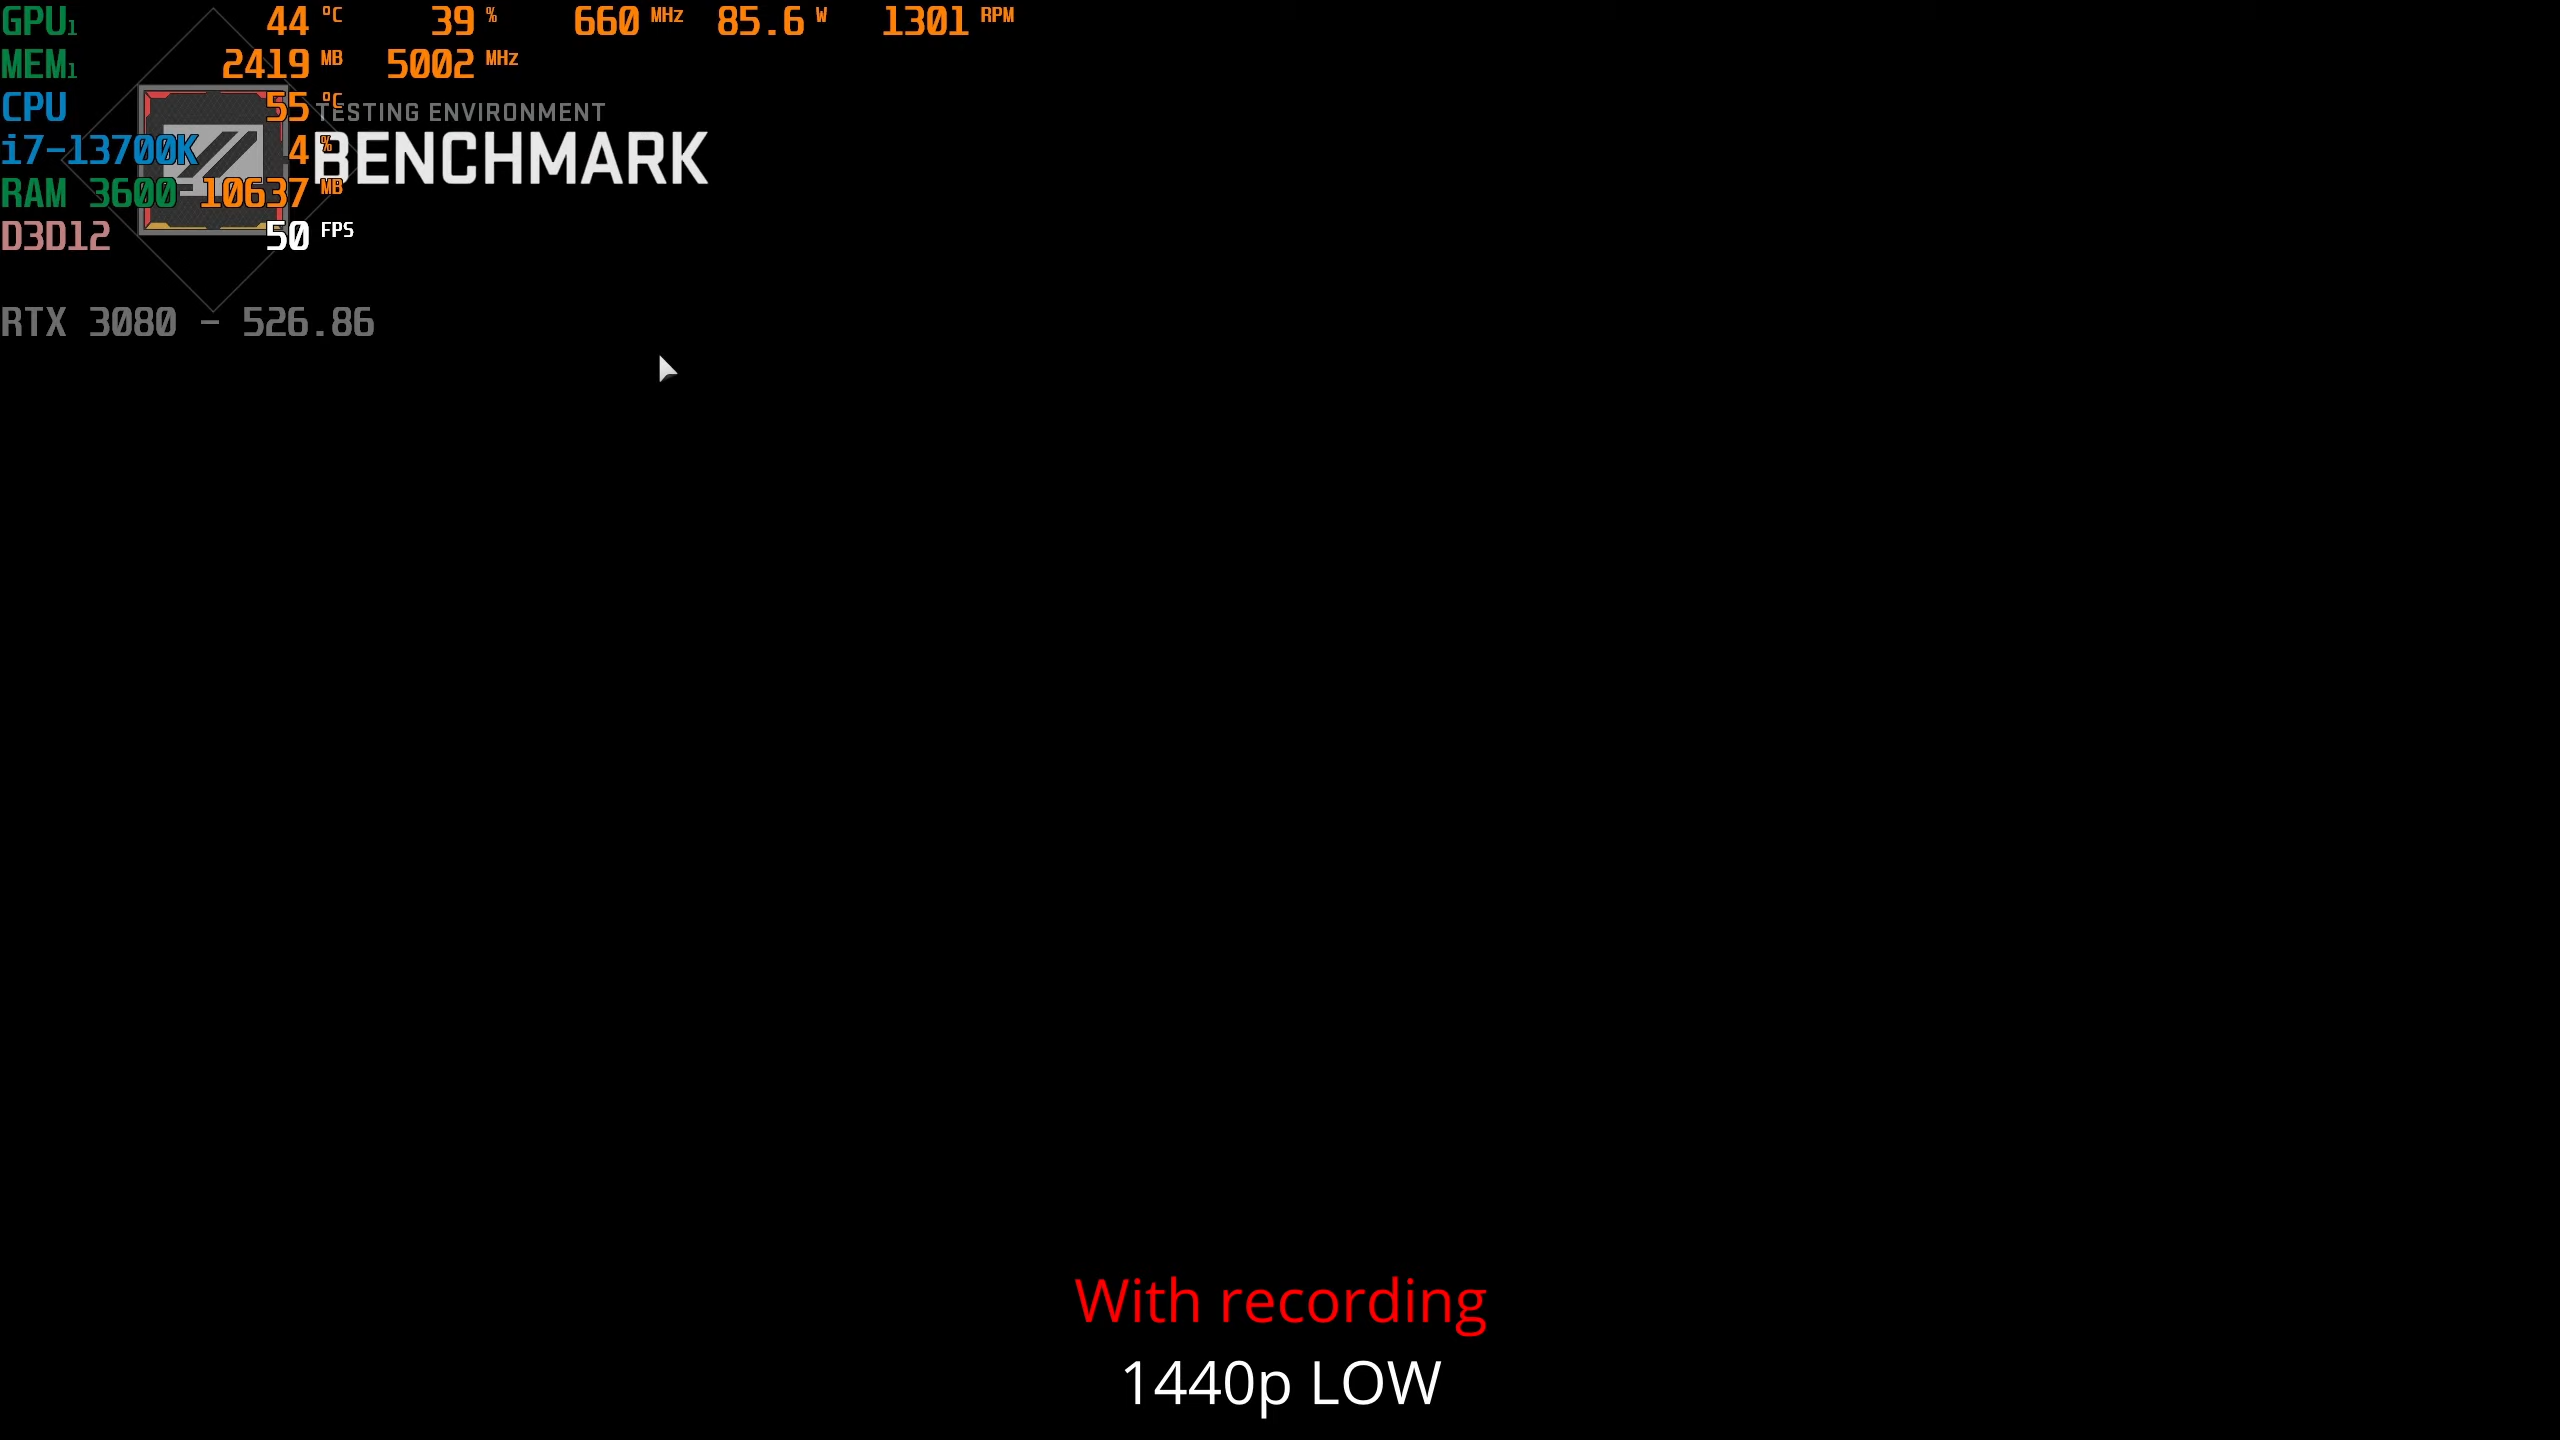 GPU1 44 °C 39 % 660 MHz 85.6 W 1301 RPM
MEM1 2419 MB 5002 MHz
CPU 55 °C
TESTING ENVIRONMENT
i7-13700K 4 %
BENCHMARK
RAM 3600 10637 MB
D3D12 50 FPS
RTX 3080 - 526.86
With recording
1440p LOW